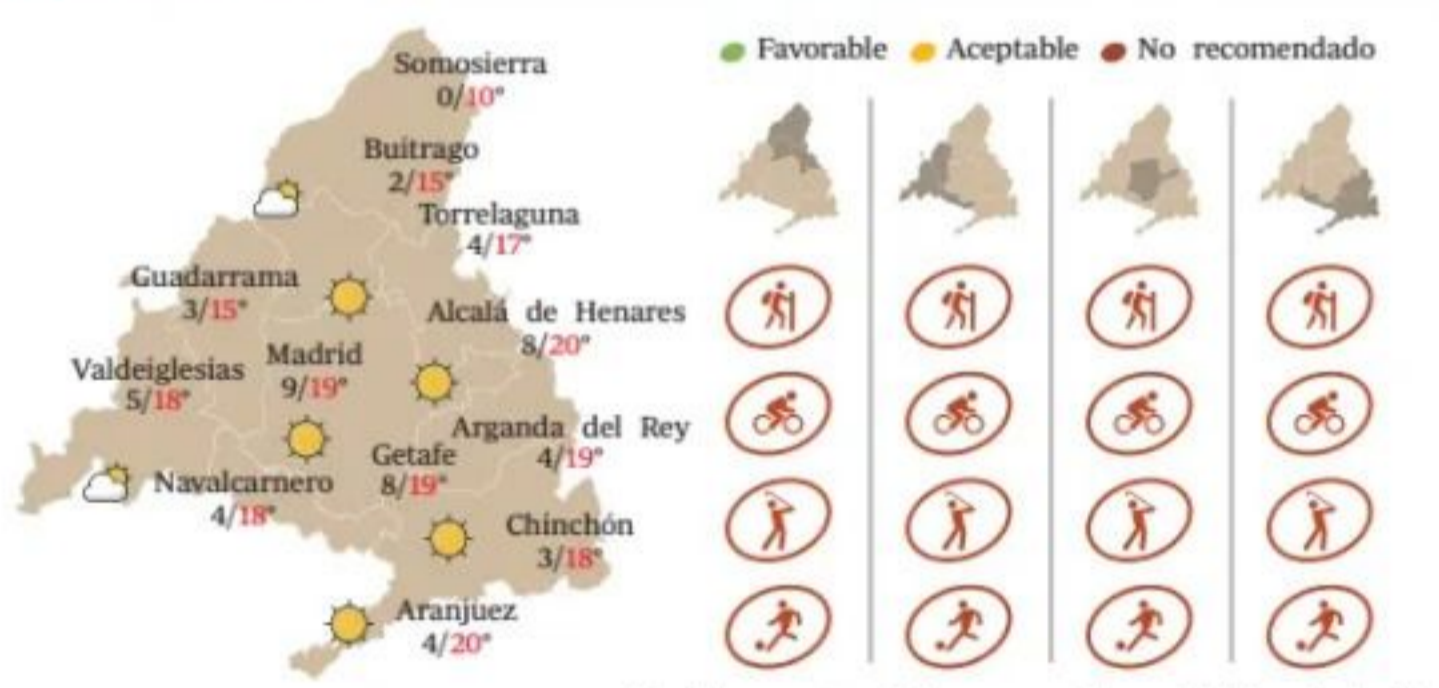 Somosierra
0/10°
Buitrago
2/15°
Torrelaguna
4/17°
Guadarrama
3/15°
Alcalá de Henares
8/20°
Madrid
9/19°
Valdeiglesias
5/18°
Arganda del Rey
4/19°
Getafe
8/19°
Navalcarnero
4/18°
Chinchón
3/18°
Aranjuez
4/20°
Favorable Aceptable No recomendado